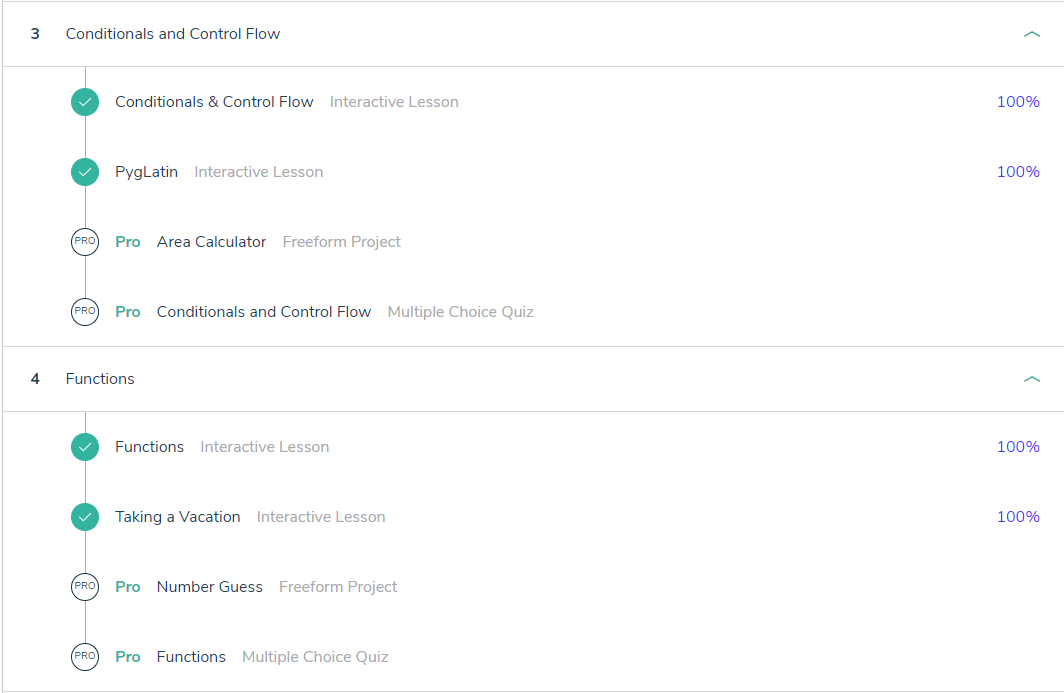 3 Conditionals and Control Flow
Conditionals & Control Flow Interactive Lesson 100%
PygLatin Interactive Lesson 100%
PRO Pro Area Calculator Freeform Project
PRO Pro Conditionals and Control Flow Multiple Choice Quiz
4 Functions
Functions Interactive Lesson 100%
Taking a Vacation Interactive Lesson 100%
PRO Pro Number Guess Freeform Project
PRO Pro Functions Multiple Choice Quiz